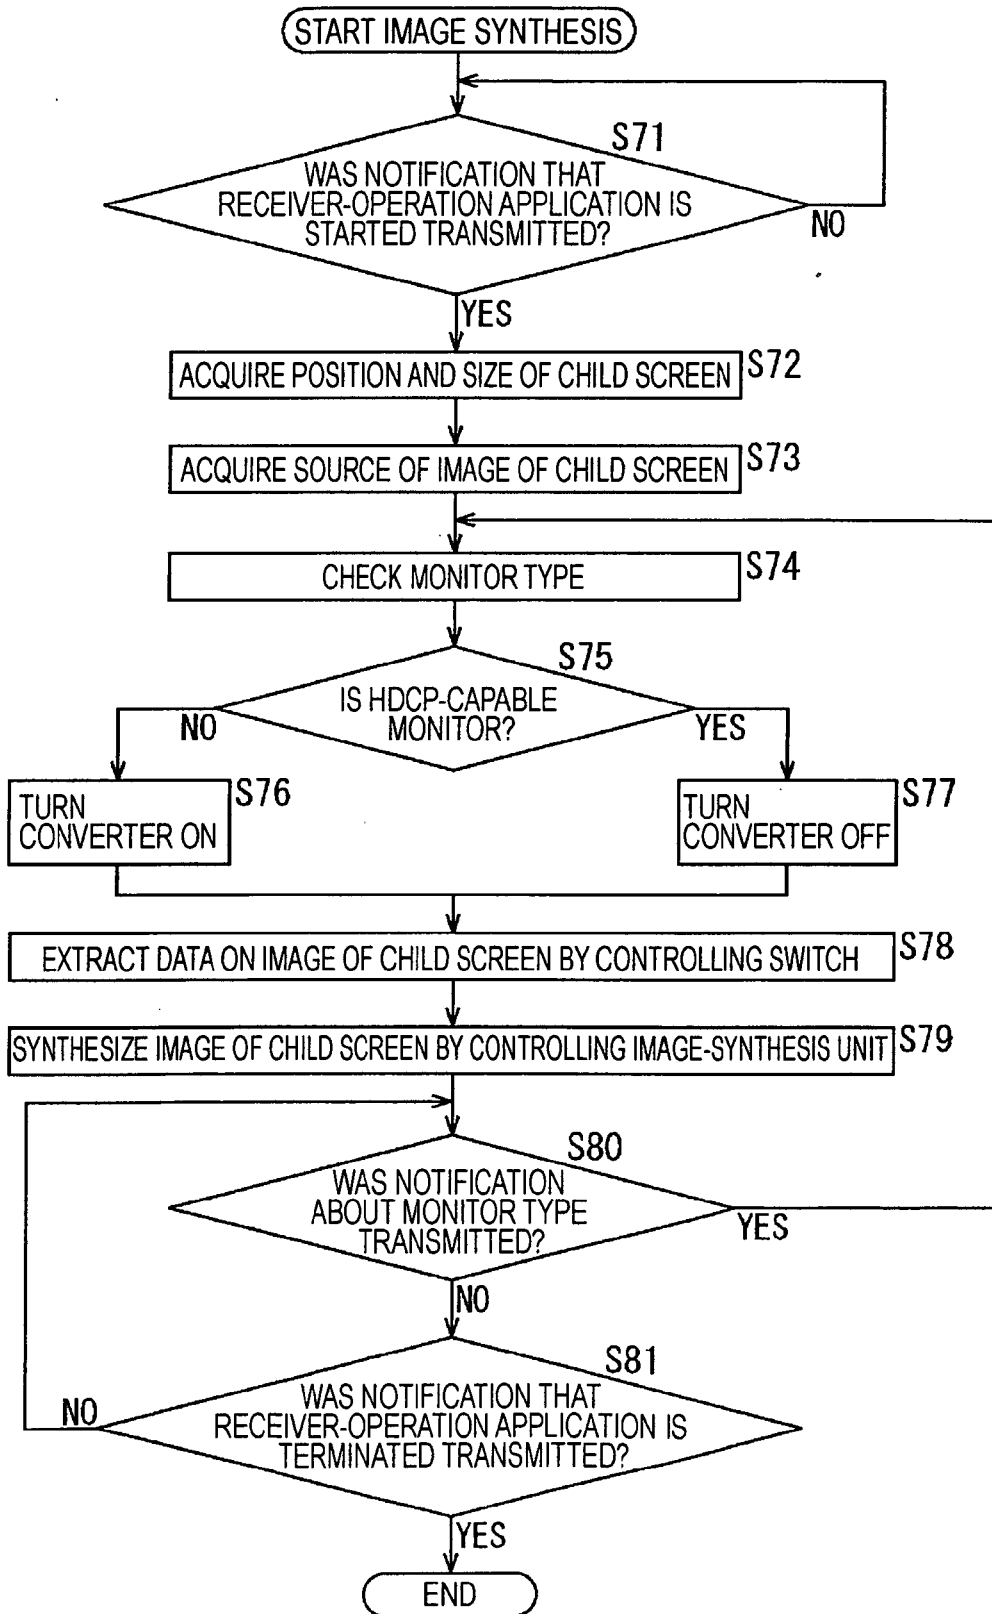 START IMAGE SYNTHESIS
S71
WAS NOTIFICATION THAT
RECEIVER-OPERATION APPLICATION IS
STARTED TRANSMITTED?
NO
YES
ACQUIRE POSITION AND SIZE OF CHILD SCREEN
S72
ACQUIRE SOURCE OF IMAGE OF CHILD SCREEN
S73
CHECK MONITOR TYPE
S74
S75
IS HDCP-CAPABLE
MONITOR?
NO
YES
TURN
CONVERTER ON
S76
TURN
CONVERTER OFF
S77
EXTRACT DATA ON IMAGE OF CHILD SCREEN BY CONTROLLING SWITCH
S78
SYNTHESIZE IMAGE OF CHILD SCREEN BY CONTROLLING IMAGE-SYNTHESIS UNIT
S79
S80
WAS NOTIFICATION
ABOUT MONITOR TYPE
TRANSMITTED?
YES
NO
S81
WAS NOTIFICATION THAT
RECEIVER-OPERATION APPLICATION IS
TERMINATED TRANSMITTED?
NO
YES
END